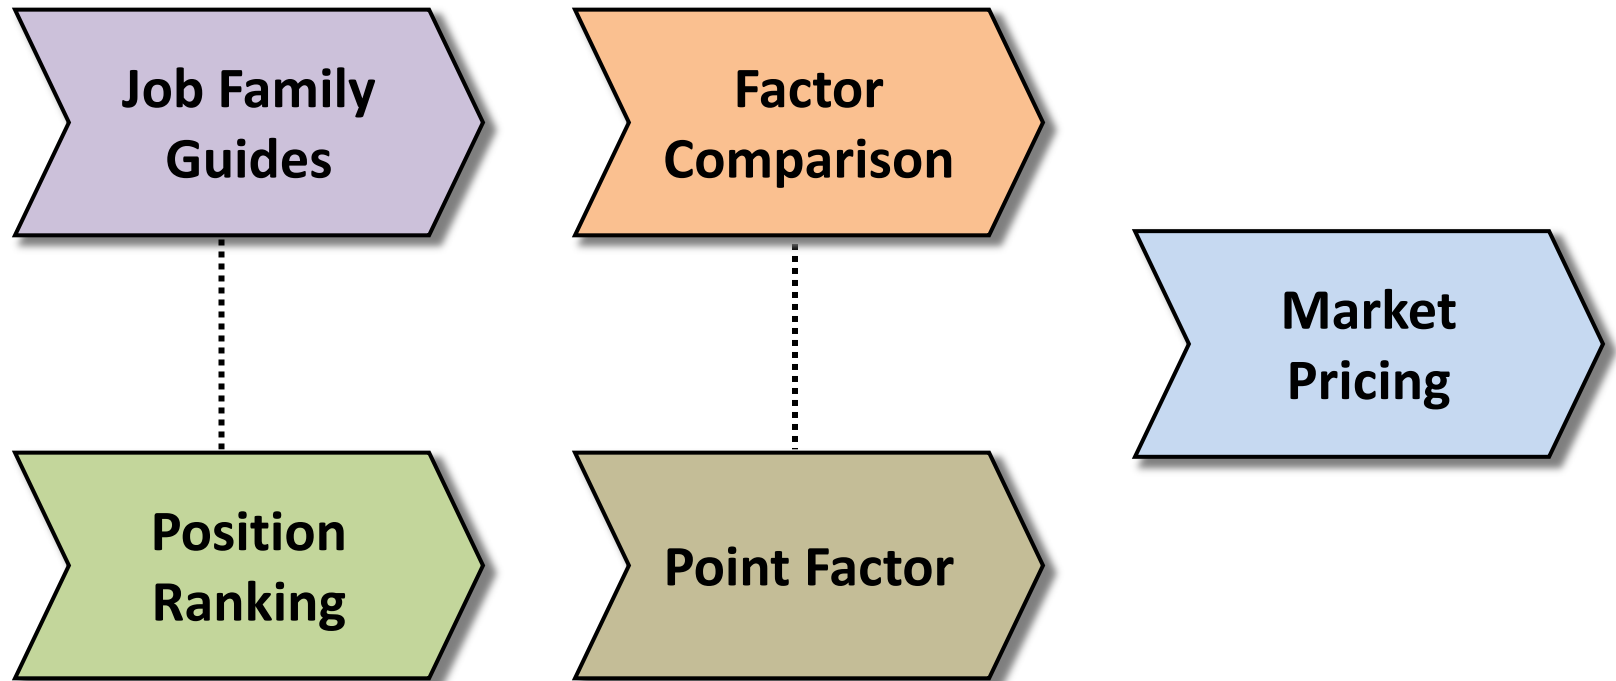 Job Family
Guides
Factor
Comparison
Market
Pricing
Position
Ranking
Point Factor